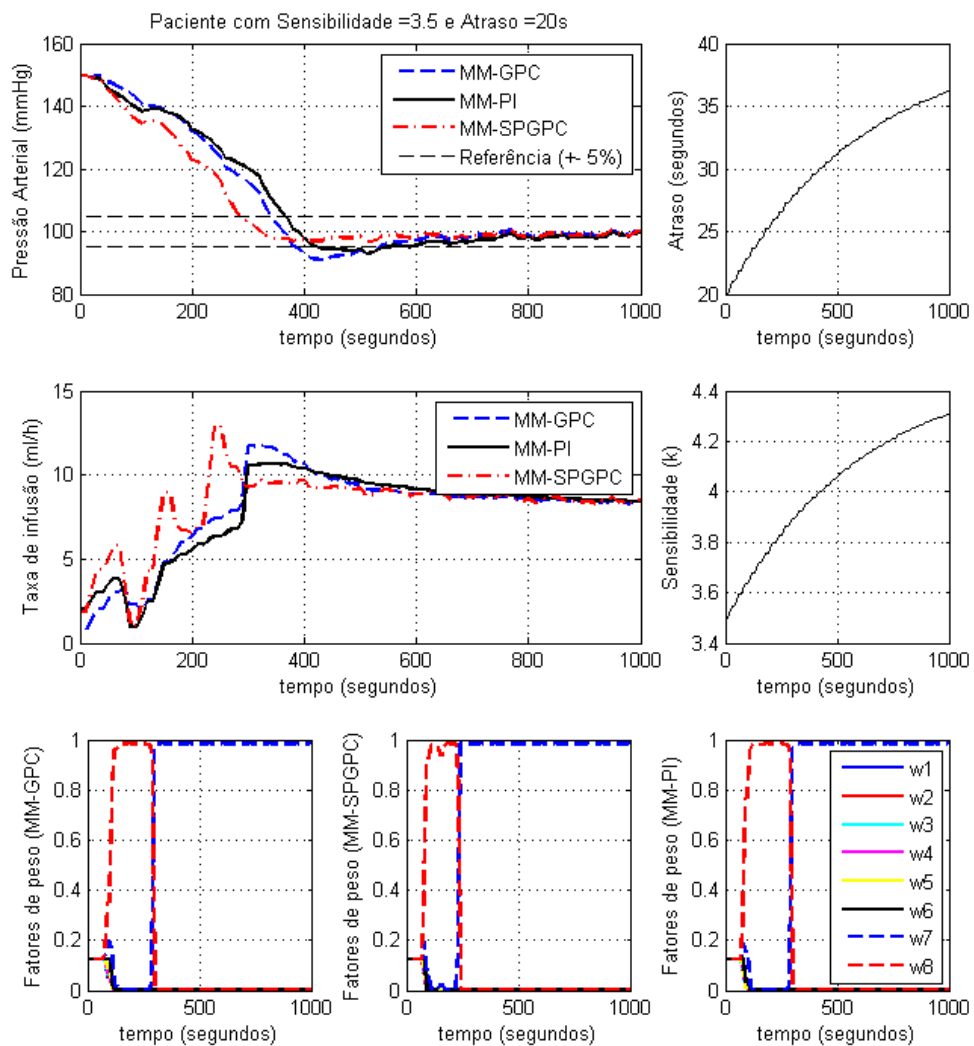 Paciente com Sensibilidade =3.5 e Atraso =20s
Pressão Arterial (mmHg)
160
140
120
100
80
0
200
400
600
800
1000
tempo (segundos)
MM-GPC
MM-PI
MM-SPGPC
Referência (+- 5%)
Atraso (segundos)
40
35
30
25
20
0
500
1000
tempo (segundos)
Taxa de infusão (ml/h)
15
10
5
0
0
200
400
600
800
1000
tempo (segundos)
MM-GPC
MM-PI
MM-SPGPC
Sensibilidade (k)
4.4
4.2
4
3.8
3.6
3.4
0
500
1000
tempo (segundos)
Fatores de peso (MM-GPC)
1
0.8
0.6
0.4
0.2
0
0
500
1000
tempo (segundos)
Fatores de peso (MM-SPGPC)
1
0.8
0.6
0.4
0.2
0
0
500
1000
tempo (segundos)
Fatores de peso (MM-PI)
1
0.8
0.6
0.4
0.2
0
0
500
1000
tempo (segundos)
w1
w2
w3
w4
w5
w6
w7
w8